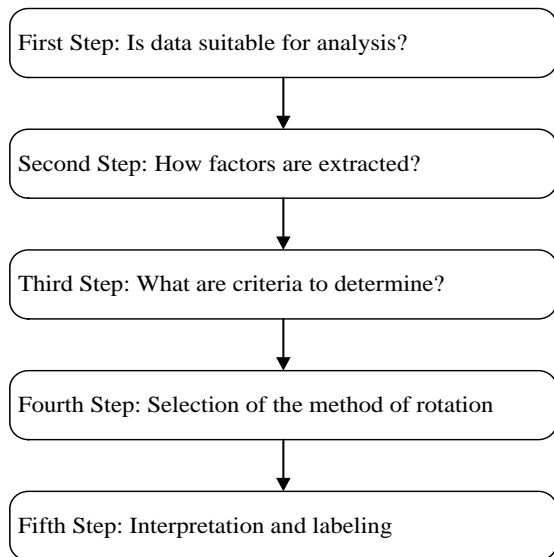 First Step: Is data suitable for analysis?
Second Step: How factors are extracted?
Third Step: What are criteria to determine?
Fourth Step: Selection of the method of rotation
Fifth Step: Interpretation and labeling